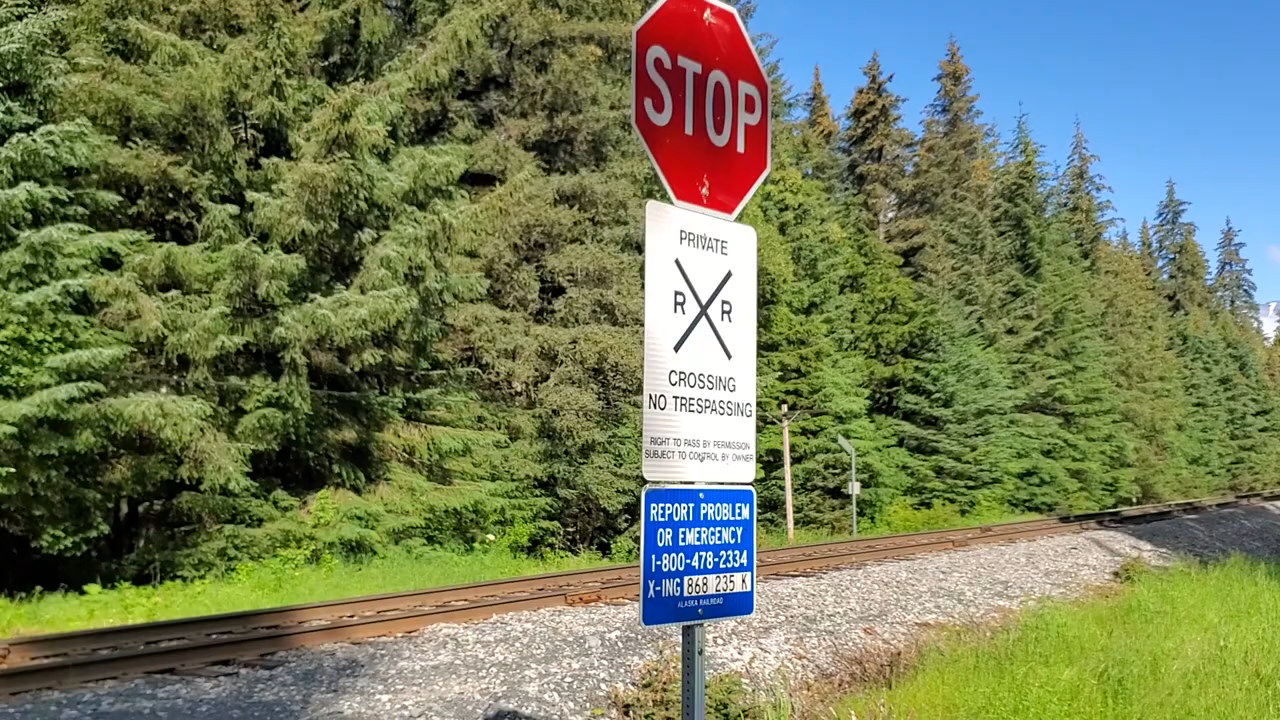 STOP
PRIVATE
R R
CROSSING
NO TRESPASSING
RIGHT TO PASS BY PERMISSION
SUBJECT TO CONTROL BY OWNER
REPORT PROBLEM
OR EMERGENCY
1-800-478-2334
X-ING 868 235 K
ALASKA RAILROAD